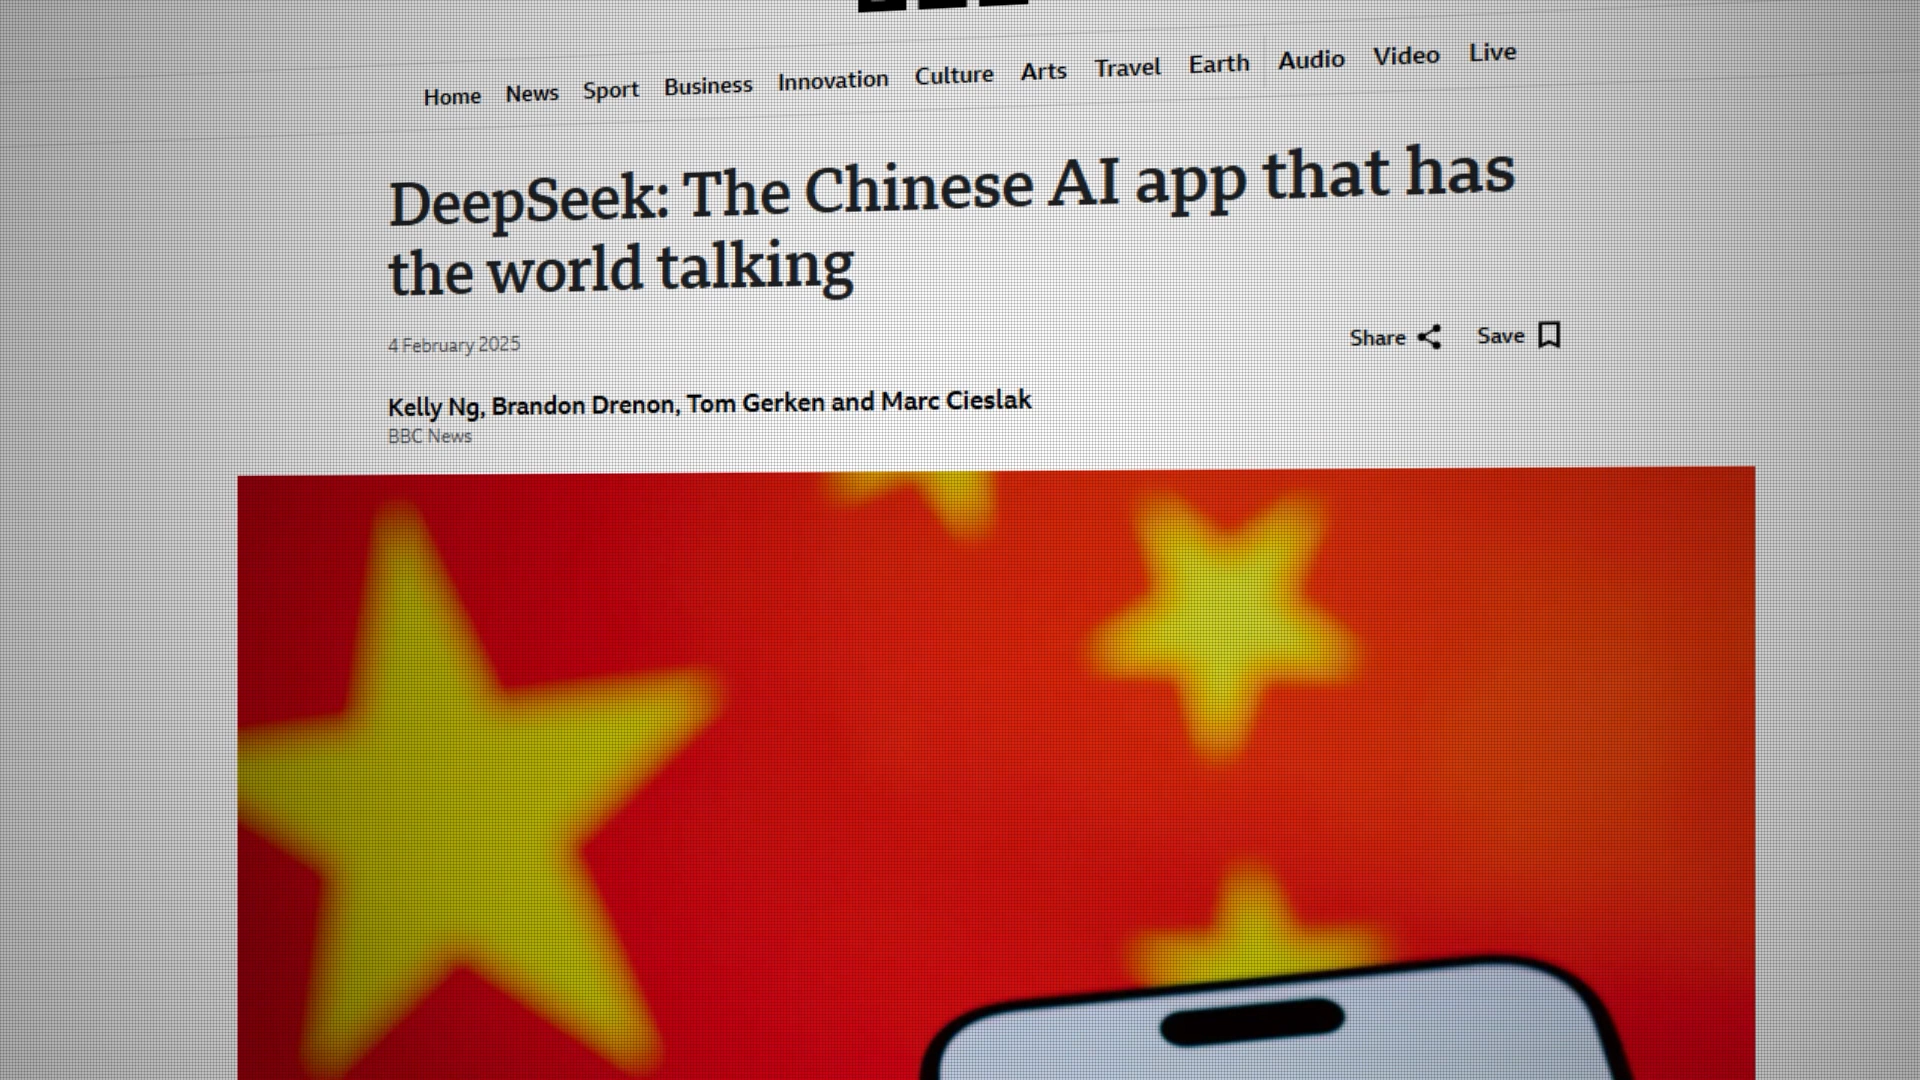 Home News Sport Business Innovation Culture Arts Travel Earth Audio Video Live
DeepSeek: The Chinese AI app that has
the world talking
4 February 2025
Share Save
Kelly Ng, Brandon Drenon, Tom Gerken and Marc Cieslak
BBC News